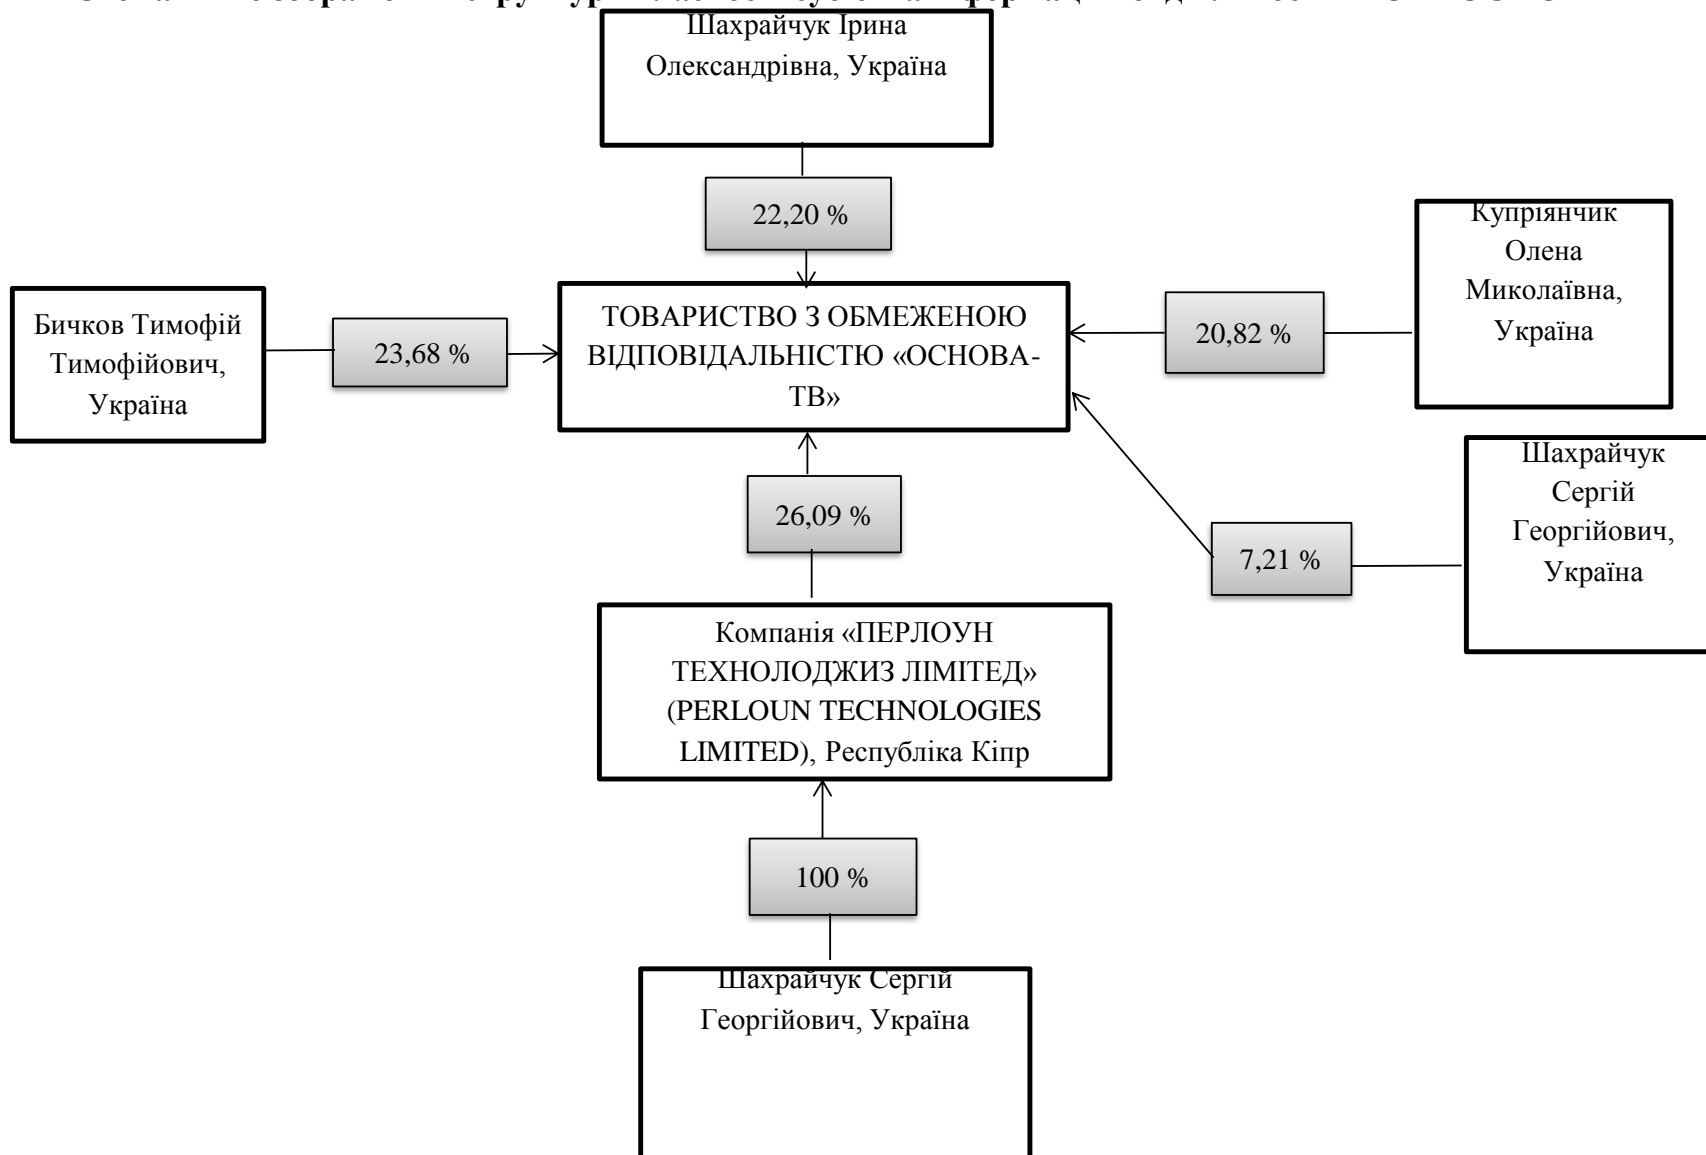 Шахрайчук Ірина
Олександрівна, Україна
22,20 %
Купріянчик
Олена
Миколаївна,
Україна
Бичков Тимофій
Тимофійович,
Україна
23,68 %
ТОВАРИСТВО З ОБМЕЖЕНОЮ
ВІДПОВІДАЛЬНІСТЮ «ОСНОВА-
ТВ»
20,82 %
Шахрайчук
Сергій
Георгійович,
Україна
26,09 %
7,21 %
Компанія «ПЕРЛОУН
ТЕХНОЛОДЖИЗ ЛІМІТЕД»
(PERLOUN TECHNOLOGIES
LIMITED), Республіка Кіпр
100 %
Шахрайчук Сергій
Георгійович, Україна